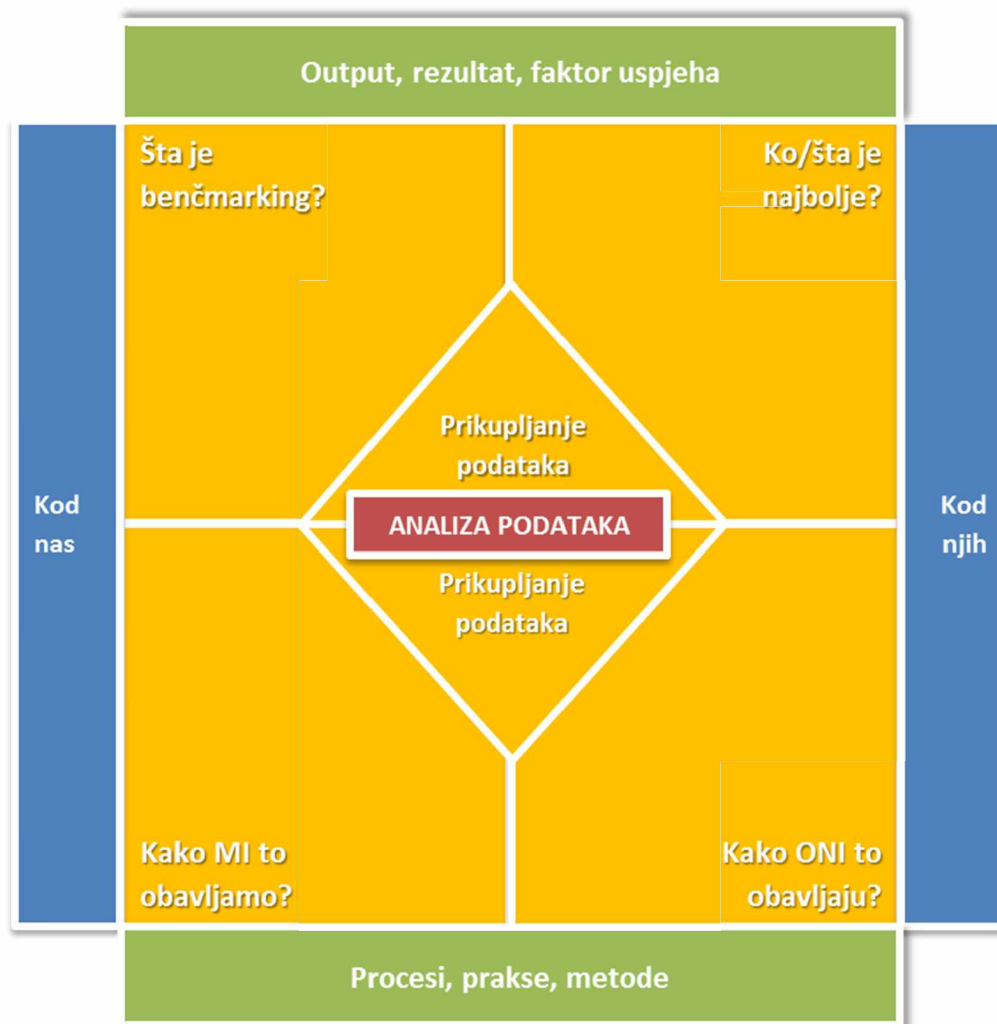 Output, rezultat, faktor uspjeha
Šta je
benčmarking?
Ko/šta je
najbolje?
Prikupljanje
podataka
Kod
nas
ANALIZA PODATAKA
Kod
njih
Prikupljanje
podataka
Kako MI to
obavljamo?
Kako ONI to
obavljaju?
Procesi, prakse, metode